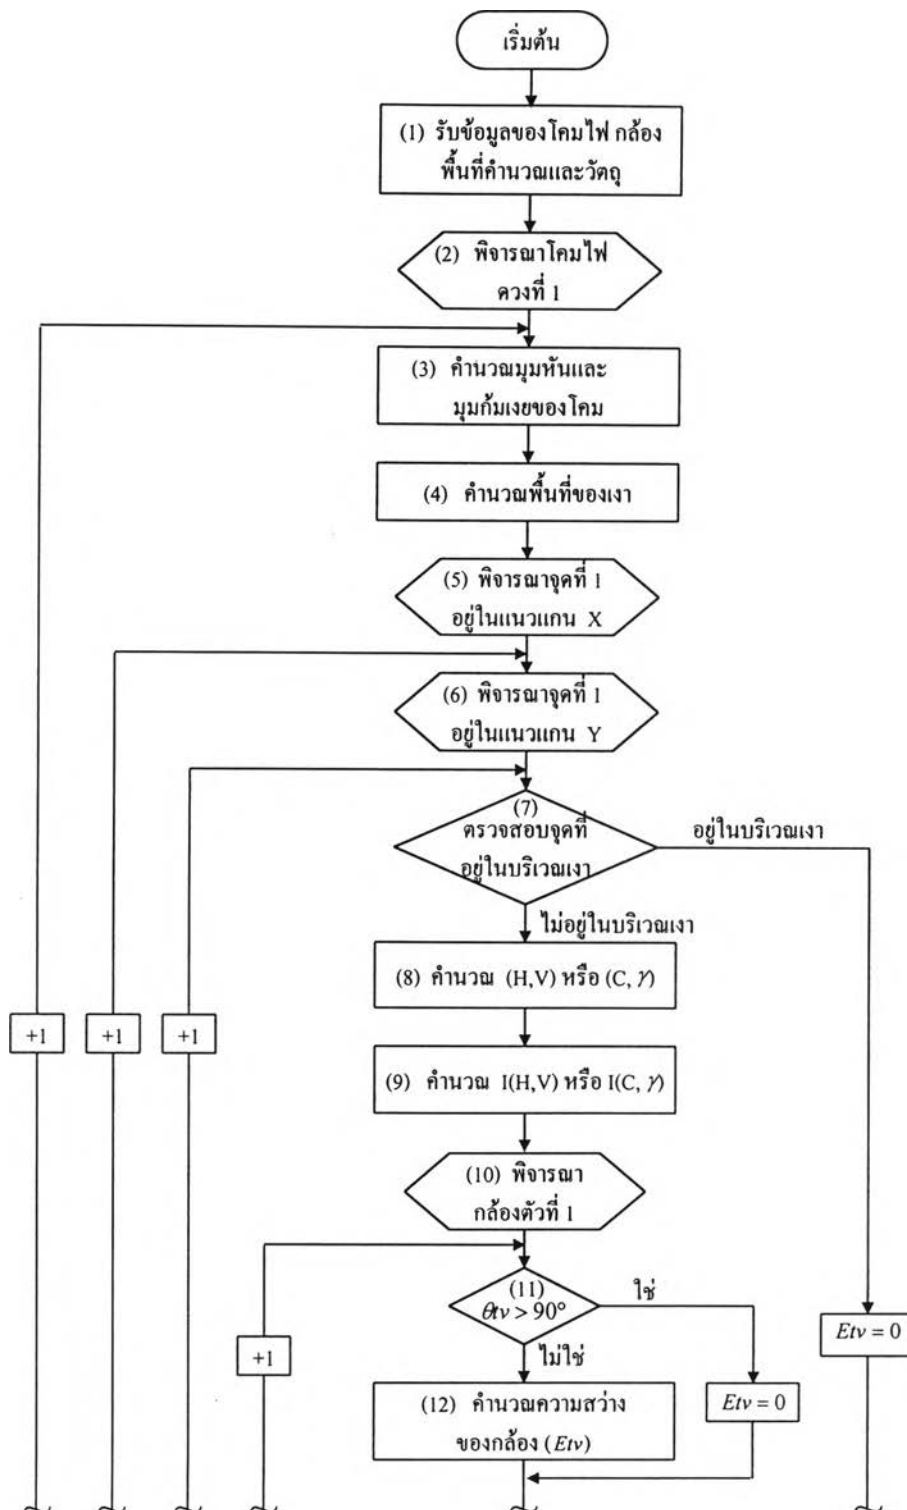 เริ่มต้น
(1) รับข้อมูลของโคมไฟ กล้อง
พื้นที่คำนวณและวัตถุ
(2) พิจารณาโคมไฟ
ดวงที่ 1
(3) คำนวณมุมหันและ
มุมก้มเงยของโคม
(4) คำนวณพื้นที่ของเงา
(5) พิจารณาจุดที่ 1
อยู่ในแนวแกน X
(6) พิจารณาจุดที่ 1
อยู่ในแนวแกน Y
(7)
ตรวจสอบจุดที่
อยู่ในบริเวณเงา
อยู่ในบริเวณเงา
ไม่อยู่ในบริเวณเงา
(8) คำนวณ (H,V) หรือ (C, γ)
+1
+1
+1
(9) คำนวณ I(H,V) หรือ I(C, γ)
(10) พิจารณา
กล้องตัวที่ 1
(11)
θtv > 90°
ใช่
Etv = 0
+1
ไม่ใช่
(12) คำนวณความสว่าง
ของกล้อง (Etv)
Etv = 0